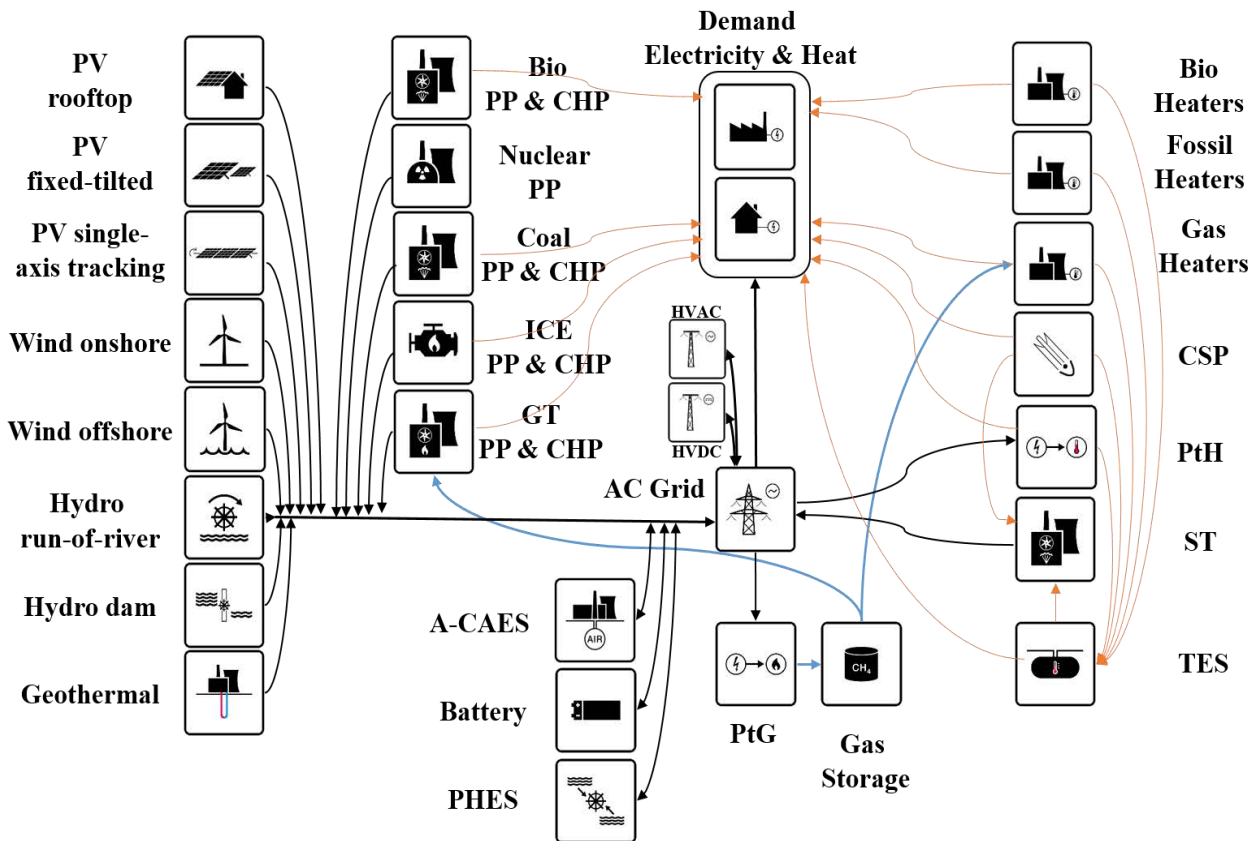 PV
rooftop
PV
fixed-tilted
PV single-
axis tracking
Wind onshore
Wind offshore
Hydro
run-of-river
Hydro dam
Geothermal
Bio
PP & CHP
Nuclear
PP
Coal
PP & CHP
ICE
PP & CHP
GT
PP & CHP
Demand
Electricity & Heat
HVAC
HVDC
AC Grid
A-CAES
AIR
Battery
PHES
PtG
CH₄
Gas
Storage
Bio
Heaters
Fossil
Heaters
Gas
Heaters
CSP
PtH
ST
TES